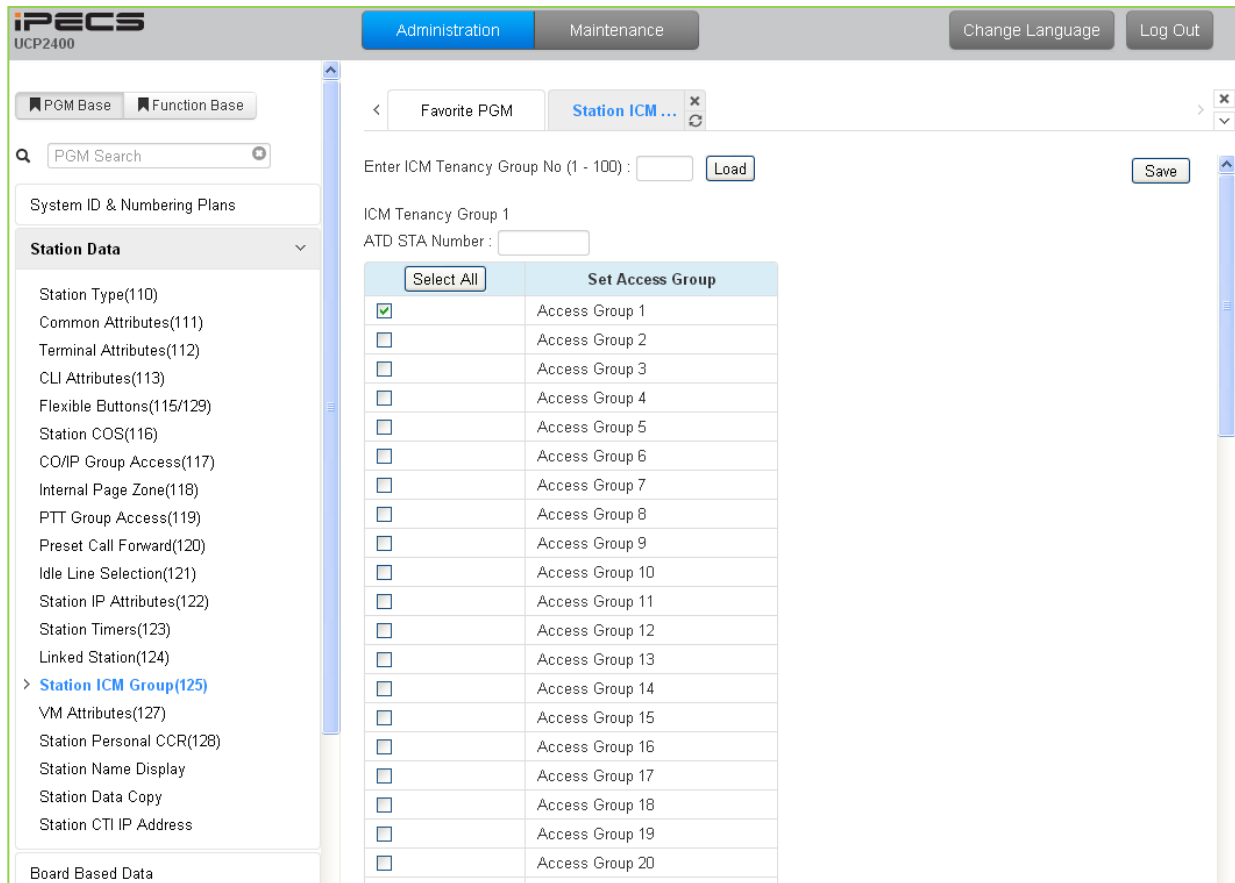 iPECS
UCP2400
Administration
Maintenance
Change Language
Log Out
PGM Base
Function Base
PGM Search
System ID & Numbering Plans
Station Data
Station Type(110)
Common Attributes(111)
Terminal Attributes(112)
CLI Attributes(113)
Flexible Buttons(115/129)
Station COS(116)
CO/IP Group Access(117)
Internal Page Zone(118)
PTT Group Access(119)
Preset Call Forward(120)
Idle Line Selection(121)
Station IP Attributes(122)
Station Timers(123)
Linked Station(124)
Station ICM Group(125)
VM Attributes(127)
Station Personal CCR(128)
Station Name Display
Station Data Copy
Station CTI IP Address
Board Based Data
Favorite PGM
Station ICM ...
Enter ICM Tenancy Group No (1 - 100) :
Load
Save
ICM Tenancy Group 1
ATD STA Number :
Select All
Set Access Group
Access Group 1
Access Group 2
Access Group 3
Access Group 4
Access Group 5
Access Group 6
Access Group 7
Access Group 8
Access Group 9
Access Group 10
Access Group 11
Access Group 12
Access Group 13
Access Group 14
Access Group 15
Access Group 16
Access Group 17
Access Group 18
Access Group 19
Access Group 20